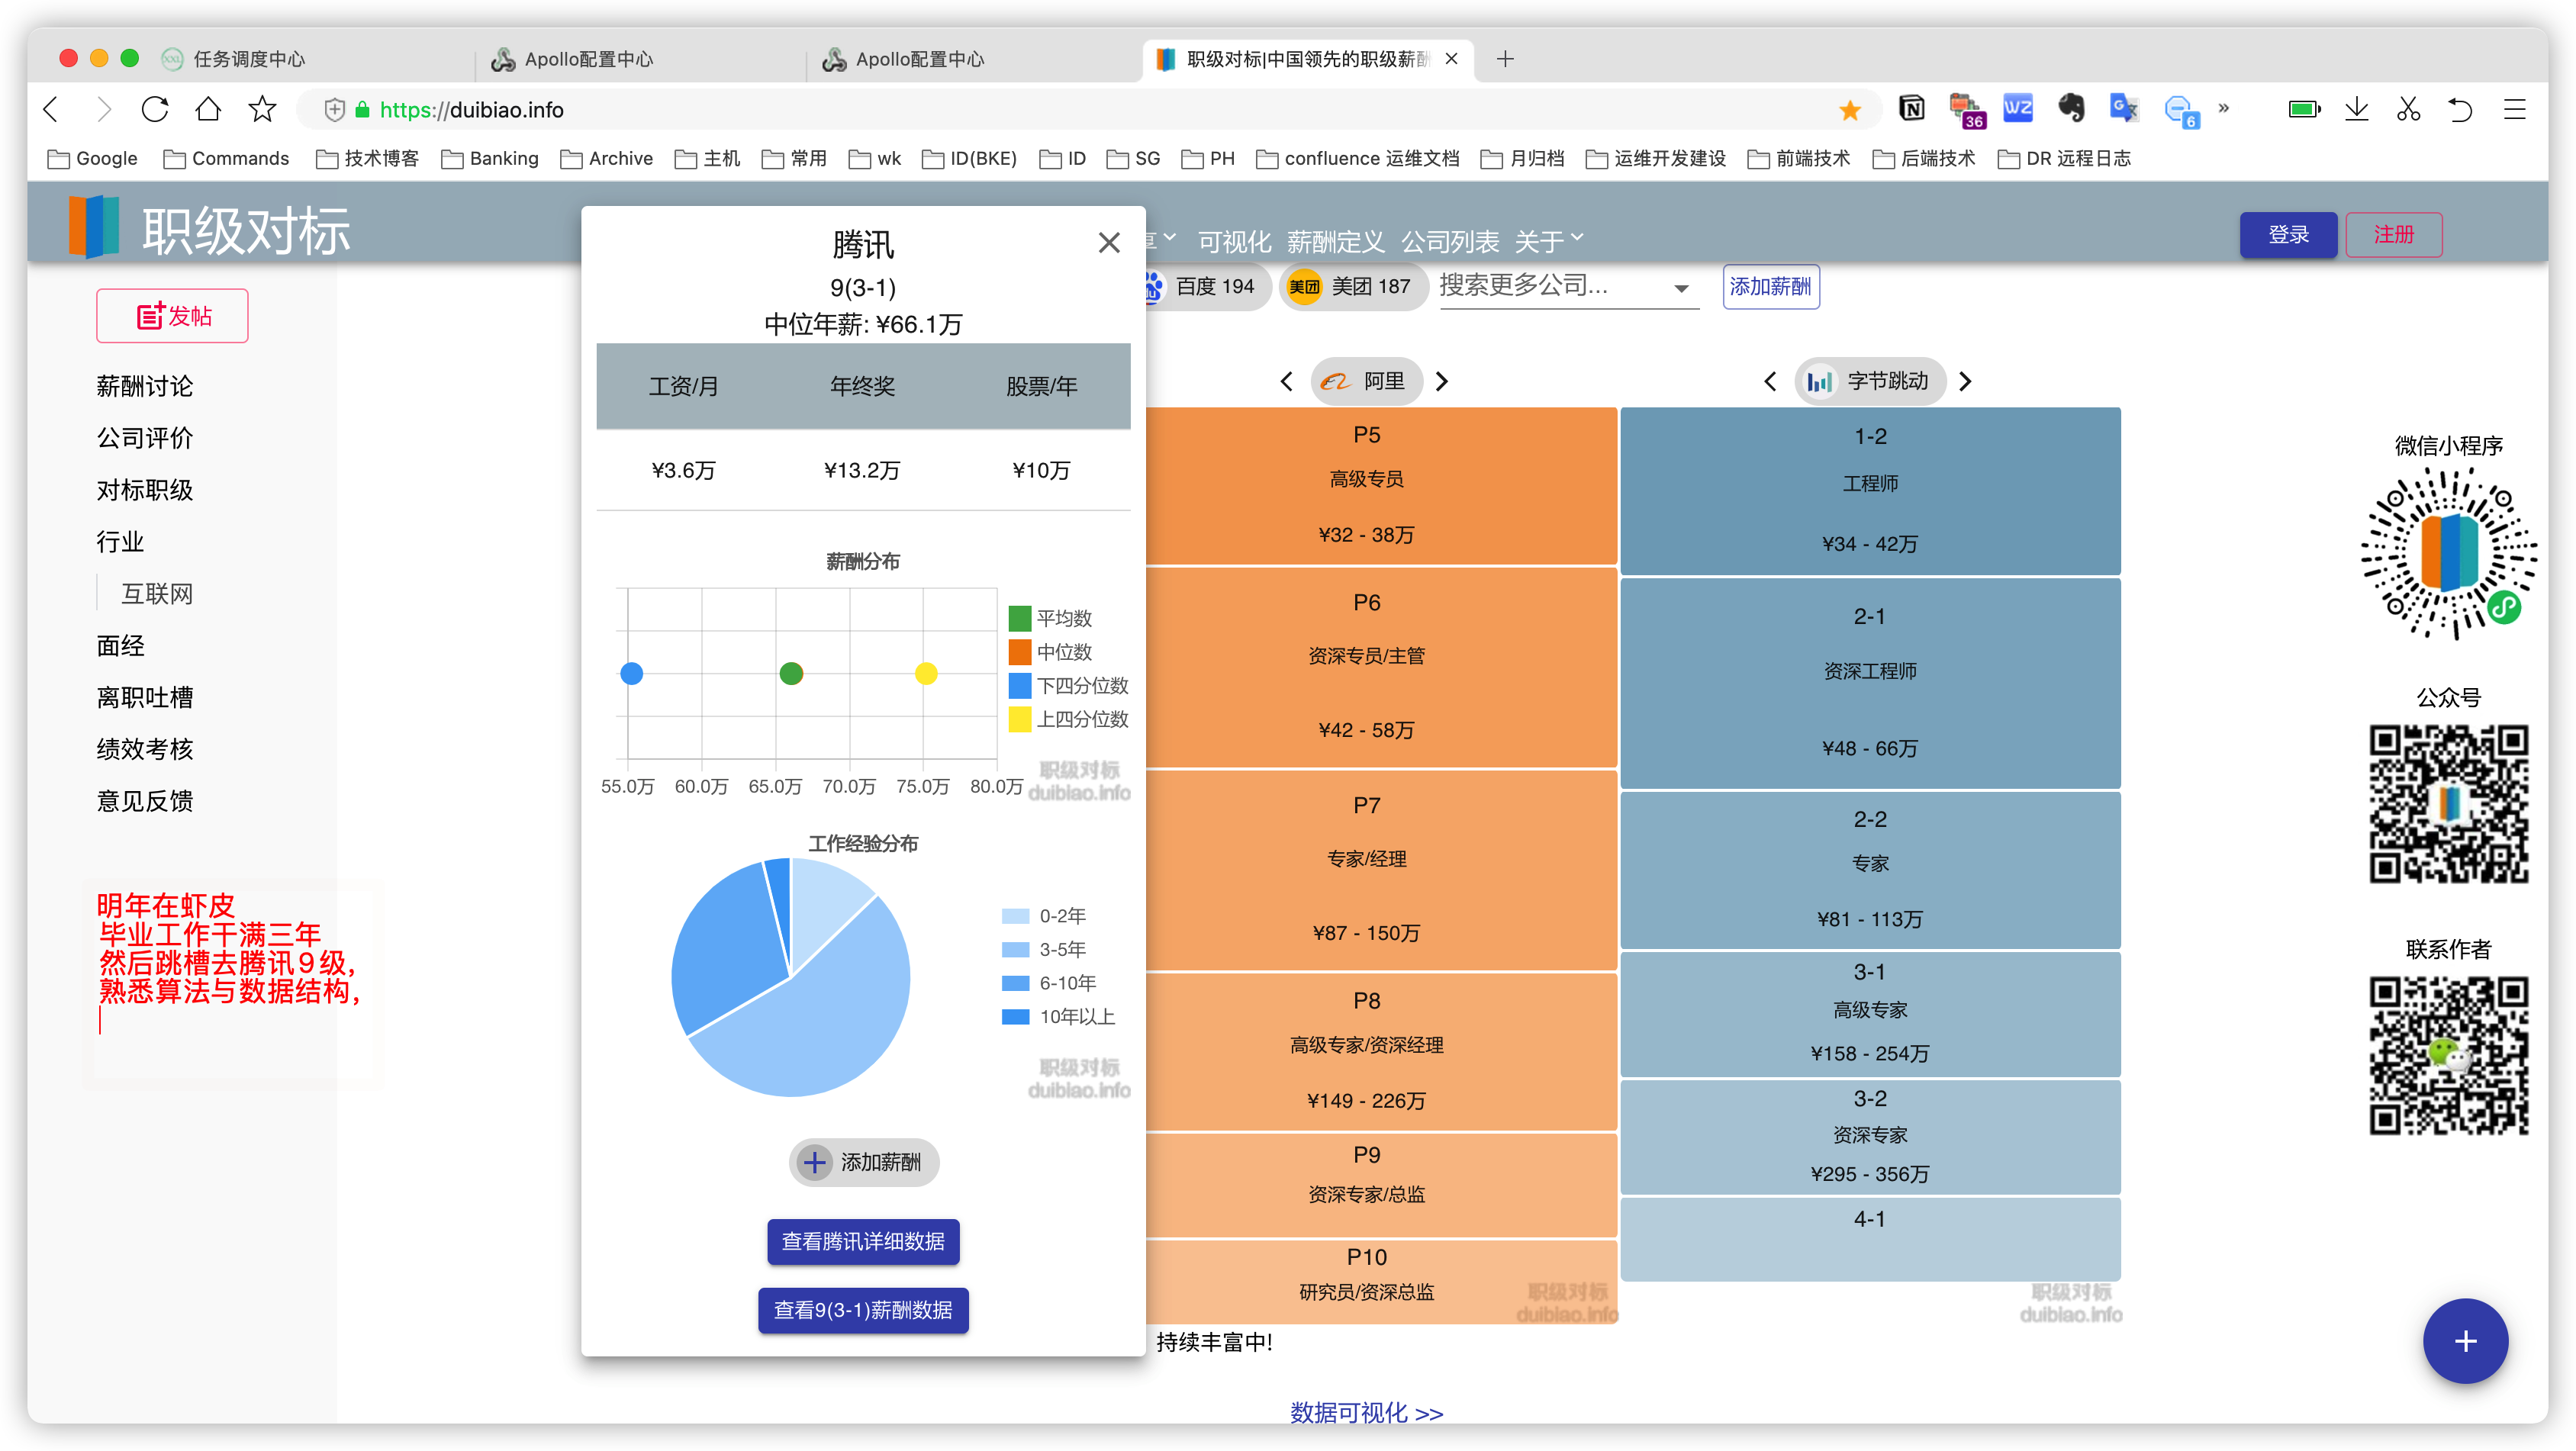 任务调度中心
Apollo配置中心
Apollo配置中心
职级对标|中国领先的职级薪酬
https://duibiao.info
36
WZ
6
Google
Commands
技术博客
Banking
Archive
主机
常用
wk
ID(BKE)
ID
SG
PH
confluence 运维文档
月归档
运维开发建设
前端技术
后端技术
DR 远程日志
职级对标
可视化
薪酬定义
公司列表
关于
登录
注册
百度 194
美团
美团 187
搜索更多公司...
添加薪酬
发帖
薪酬讨论
公司评价
对标职级
行业
互联网
面经
离职吐槽
绩效考核
意见反馈
明年在虾皮
毕业工作干满三年
然后跳槽去腾讯9级,
熟悉算法与数据结构,
腾讯
9(3-1)
中位年薪: ¥66.1万
工资/月
年终奖
股票/年
¥3.6万
¥13.2万
¥10万
薪酬分布
平均数
中位数
下四分位数
上四分位数
55.0万
60.0万
65.0万
70.0万
75.0万
80.0万
职级对标
duibiao.info
工作经验分布
0-2年
3-5年
6-10年
10年以上
职级对标
duibiao.info
添加薪酬
查看腾讯详细数据
查看9(3-1)薪酬数据
阿里
P5
高级专员
¥32 - 38万
P6
资深专员/主管
¥42 - 58万
P7
专家/经理
¥87 - 150万
P8
高级专家/资深经理
¥149 - 226万
P9
资深专家/总监
P10
研究员/资深总监
职级对标
duibiao.info
字节跳动
1-2
工程师
¥34 - 42万
2-1
资深工程师
¥48 - 66万
2-2
专家
¥81 - 113万
3-1
高级专家
¥158 - 254万
3-2
资深专家
¥295 - 356万
4-1
职级对标
duibiao.info
持续丰富中!
数据可视化 >>
微信小程序
公众号
联系作者